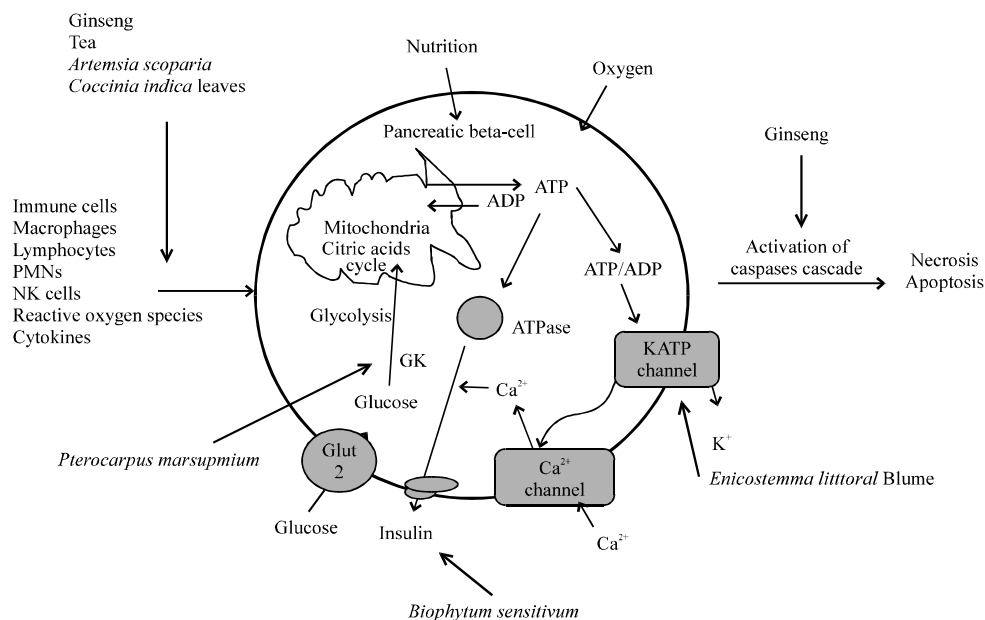 Ginseng
Tea
Artemsia scoparia
Coccinia indica leaves
Nutrition
Oxygen
Pancreatic beta-cell
Ginseng
ATP
ADP
Immune cells
Macrophages
Lymphocytes
PMNs
NK cells
Reactive oxygen species
Cytokines
Mitochondria
Citric acids
cycle
ATP/ADP
Activation of
caspases cascade
Necrosis
Apoptosis
Glycolysis
ATPase
KATP
channel
GK
Glucose
Ca²⁺
K⁺
Pterocarpus marsupmium
Glut
2
Ca²⁺
channel
Enicostemma litttoral Blume
Glucose
Insulin
Ca²⁺
Biophytum sensitivum